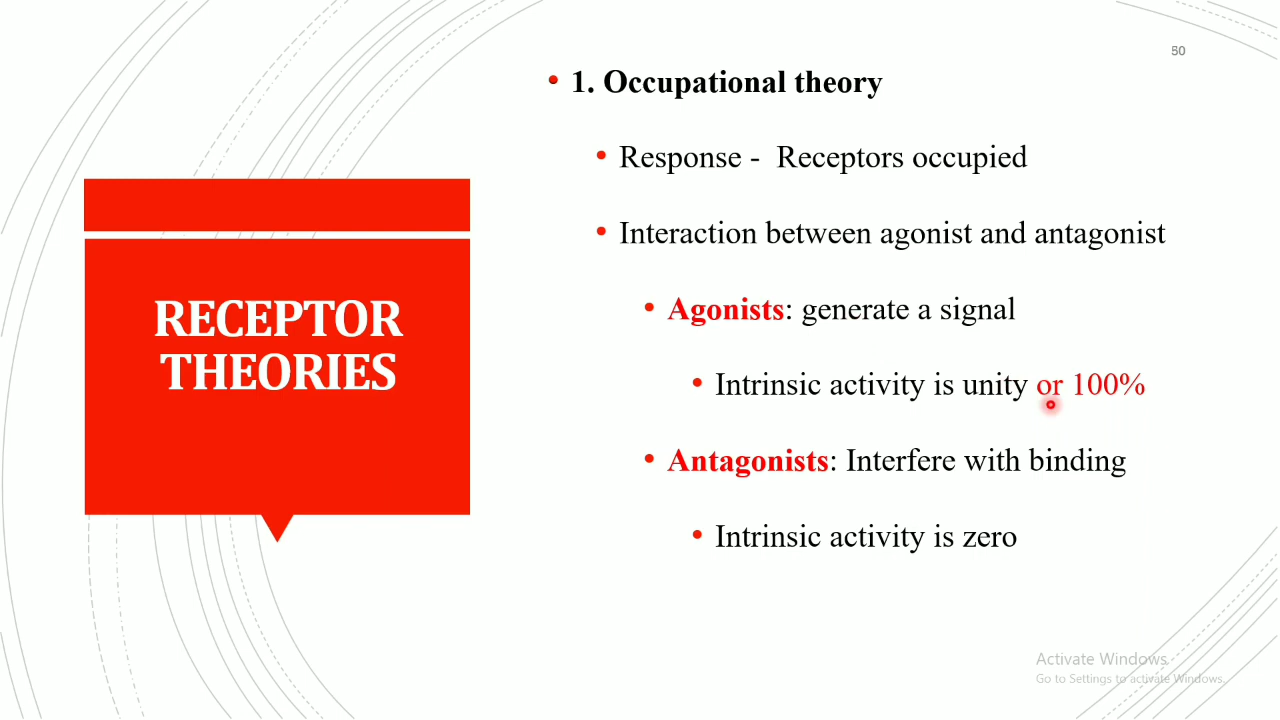 50
RECEPTOR
THEORIES
1. Occupational theory
Response - Receptors occupied
Interaction between agonist and antagonist
Agonists: generate a signal
Intrinsic activity is unity or 100%
Antagonists: Interfere with binding
Intrinsic activity is zero
Activate Windows
Go to Settings to activate Windows.